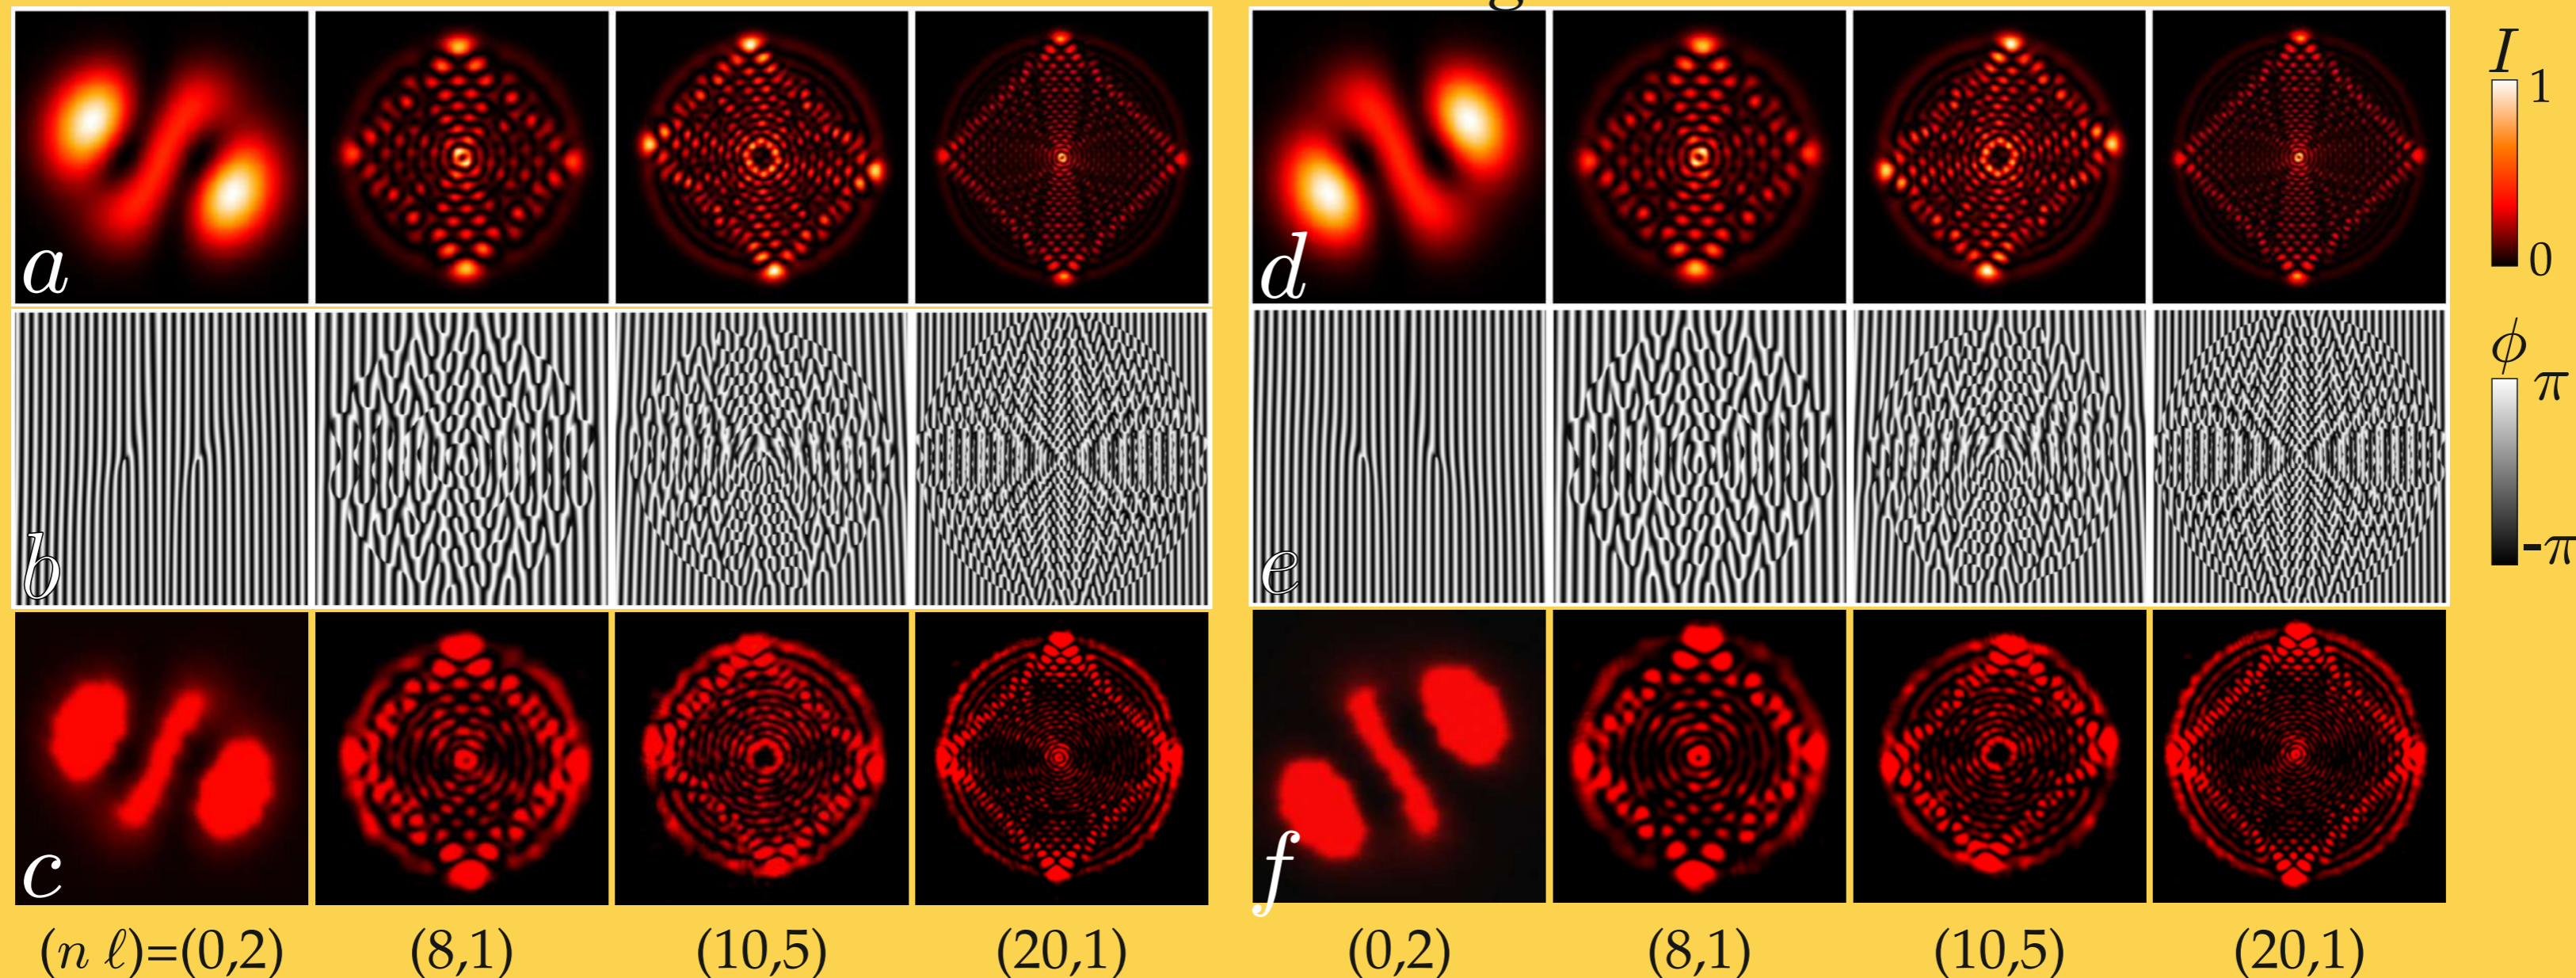 g
a
d
I
1
0
b
e
ϕ
π
-π
c
f
(n ℓ)=(0,2) (8,1) (10,5) (20,1) (0,2) (8,1) (10,5) (20,1)